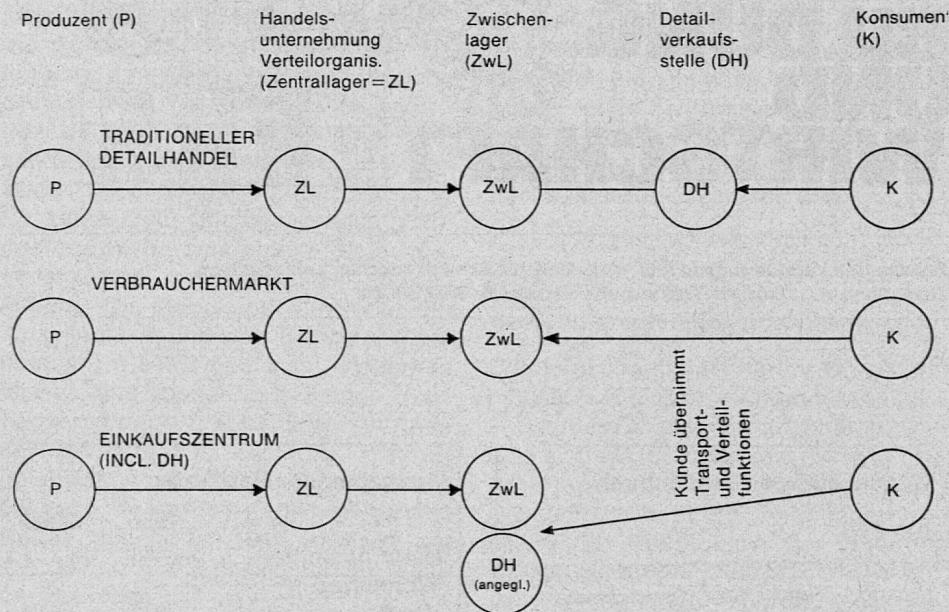 Produzent (P)
Handels-
unternehmung
Verteilorganis.
(Zentrallager=ZL)
Zwischen-
lager
(ZwL)
Detail-
verkaufs-
stelle (DH)
Konsument
(K)
TRADITIONELLER
DETAILHANDEL
P
ZL
ZwL
DH
K
VERBRAUCHERMARKT
P
ZL
ZwL
K
Kunde übernimmt
Transport-
und Verteil-
funktionen
EINKAUFSZENTRUM
(INCL. DH)
P
ZL
ZwL
K
DH
(angegl.)